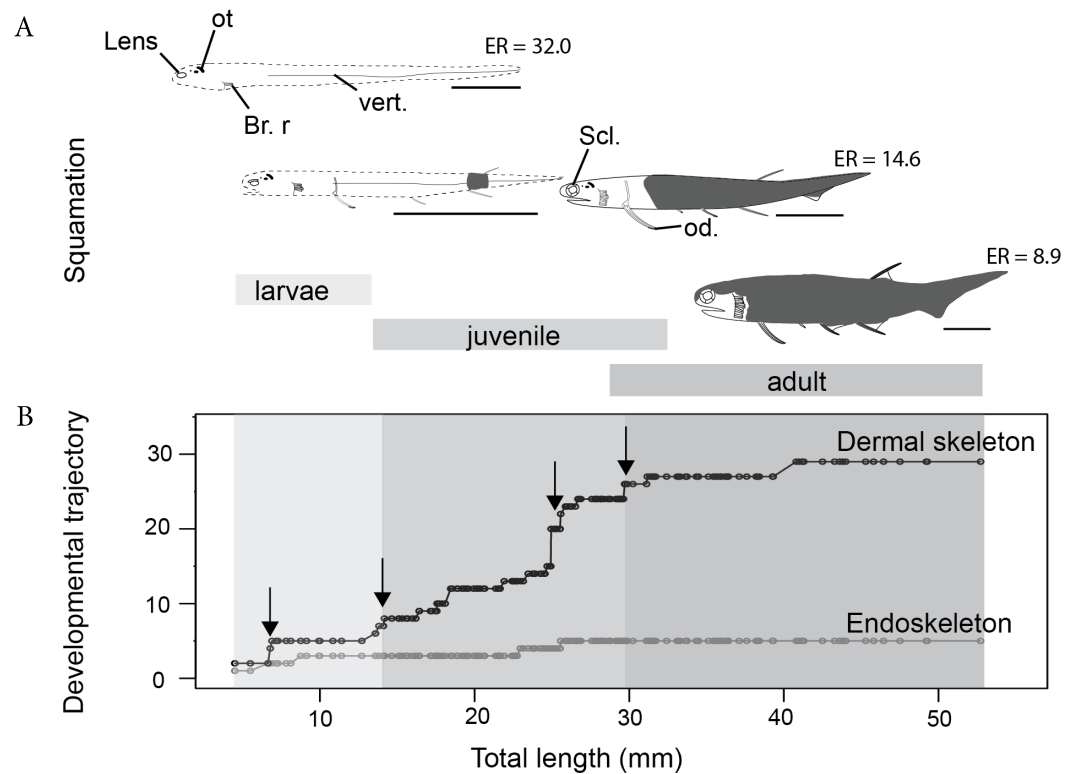 A
ot
Lens
ER = 32.0
vert.
Br. r
Scl.
ER = 14.6
Squamation
od.
ER = 8.9
larvae
juvenile
adult
B
Dermal skeleton
Endoskeleton
Developmental trajectory
30
20
10
0
10
20
30
40
50
Total length (mm)